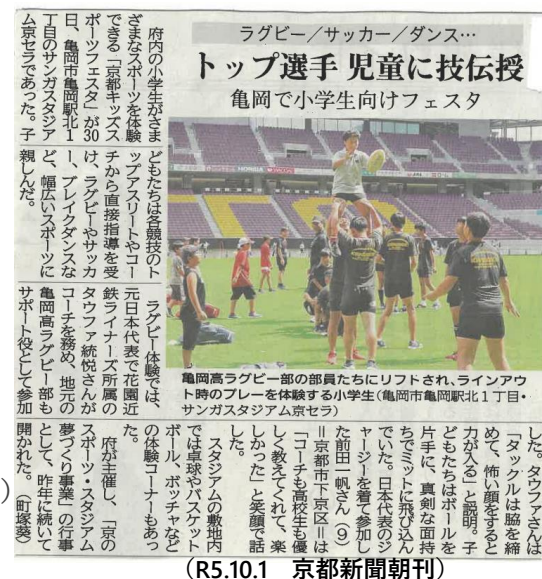 ラグビー／サッカー／ダンス…
トップ選手 児童に技伝授
亀岡で小学生向けフェスタ
府内の小学生がさま
ざまなスポーツを体験
できる「京都キッズス
ポーツフェスタ」が30
日、亀岡市亀岡駅北1
丁目のサンガスタジア
ム京セラであった。子
どもたちは各競技のト
ップアスリートやコー
チから直接指導を受
け、ラグビーやサッカ
ー、ブレイクダンスな
ど、幅広いスポーツに
親しんだ。
ラグビー体験では、
元日本代表で花園近
鉄ライナーズ所属の
タウファ統悦さんが
コーチを務め、地元の
亀岡高ラグビー部も
サポート役として参加
した。タウファさんは
「タックルは脇を締
めて、怖い顔をすると
力が入る」と説明。子
どもたちはボールを
片手に、真剣な面持
ちでミットに飛び込ん
でいた。日本代表のジ
ャージーを着て参加し
た前田一帆さん（9）
＝京都市下京区＝は
「コーチも高校生も優
しく教えてくれて、楽
しかった」と笑顔で話
した。
スタジアムの敷地内
では卓球やバスケット
ボール、ボッチャなど
の体験コーナーもあっ
た。
府が主催し、「京の
スポーツ・スタジアム
夢づくり事業」の行事
として、昨年に続いて
開かれた。（町塚葵）
亀岡高ラグビー部の部員たちにリフトされ、ラインアウ
ト時のプレーを体験する小学生（亀岡市亀岡駅北1丁目・
サンガスタジアム京セラ）
（R5.10.1　京都新聞朝刊）